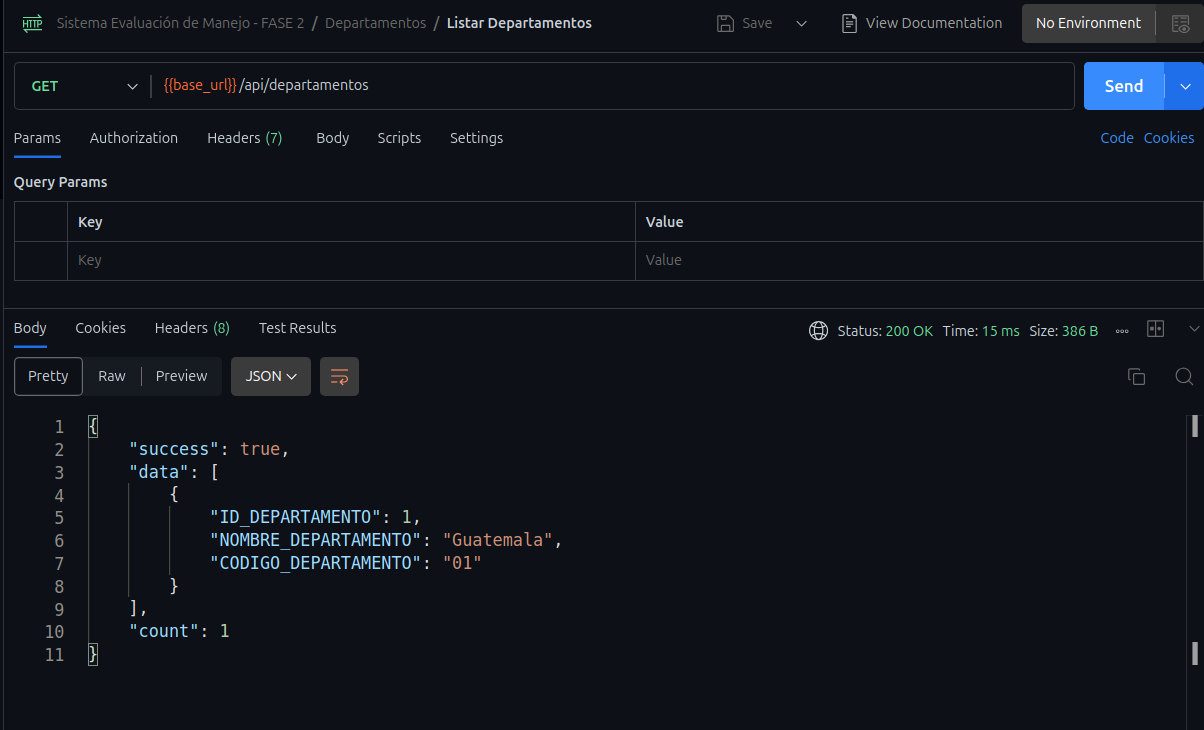 HTTP Sistema Evaluación de Manejo - FASE 2 / Departamentos / Listar Departamentos Save View Documentation No Environment
GET {{base_url}}/api/departamentos Send
Params Authorization Headers (7) Body Scripts Settings Code Cookies
Query Params
Key Value
Key Value
Body Cookies Headers (8) Test Results Status: 200 OK Time: 15 ms Size: 386 B
Pretty Raw Preview JSON
1 {
2 "success": true,
3 "data": [
4 {
5 "ID_DEPARTAMENTO": 1,
6 "NOMBRE_DEPARTAMENTO": "Guatemala",
7 "CODIGO_DEPARTAMENTO": "01"
8 }
9 ],
10 "count": 1
11 }